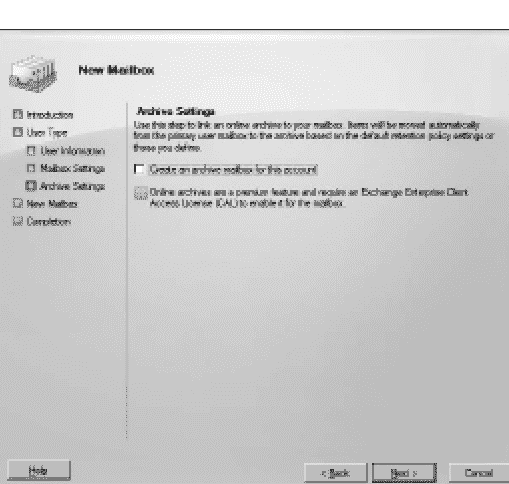 New Mailbox
Introduction
User Type
User Information
Mailbox Settings
Archive Settings
New Mailbox
Completion
Archive Settings
Use this step to link an online archive to your mailbox. Items will be moved automatically
from the primary user mailbox to the archive based on the default retention policy settings or
those you define.
Create an archive mailbox for this account
Online archives are a premium feature and require an Exchange Enterprise Client
Access License (CAL) to enable it for the mailbox.
Help
< Back
Next >
Cancel